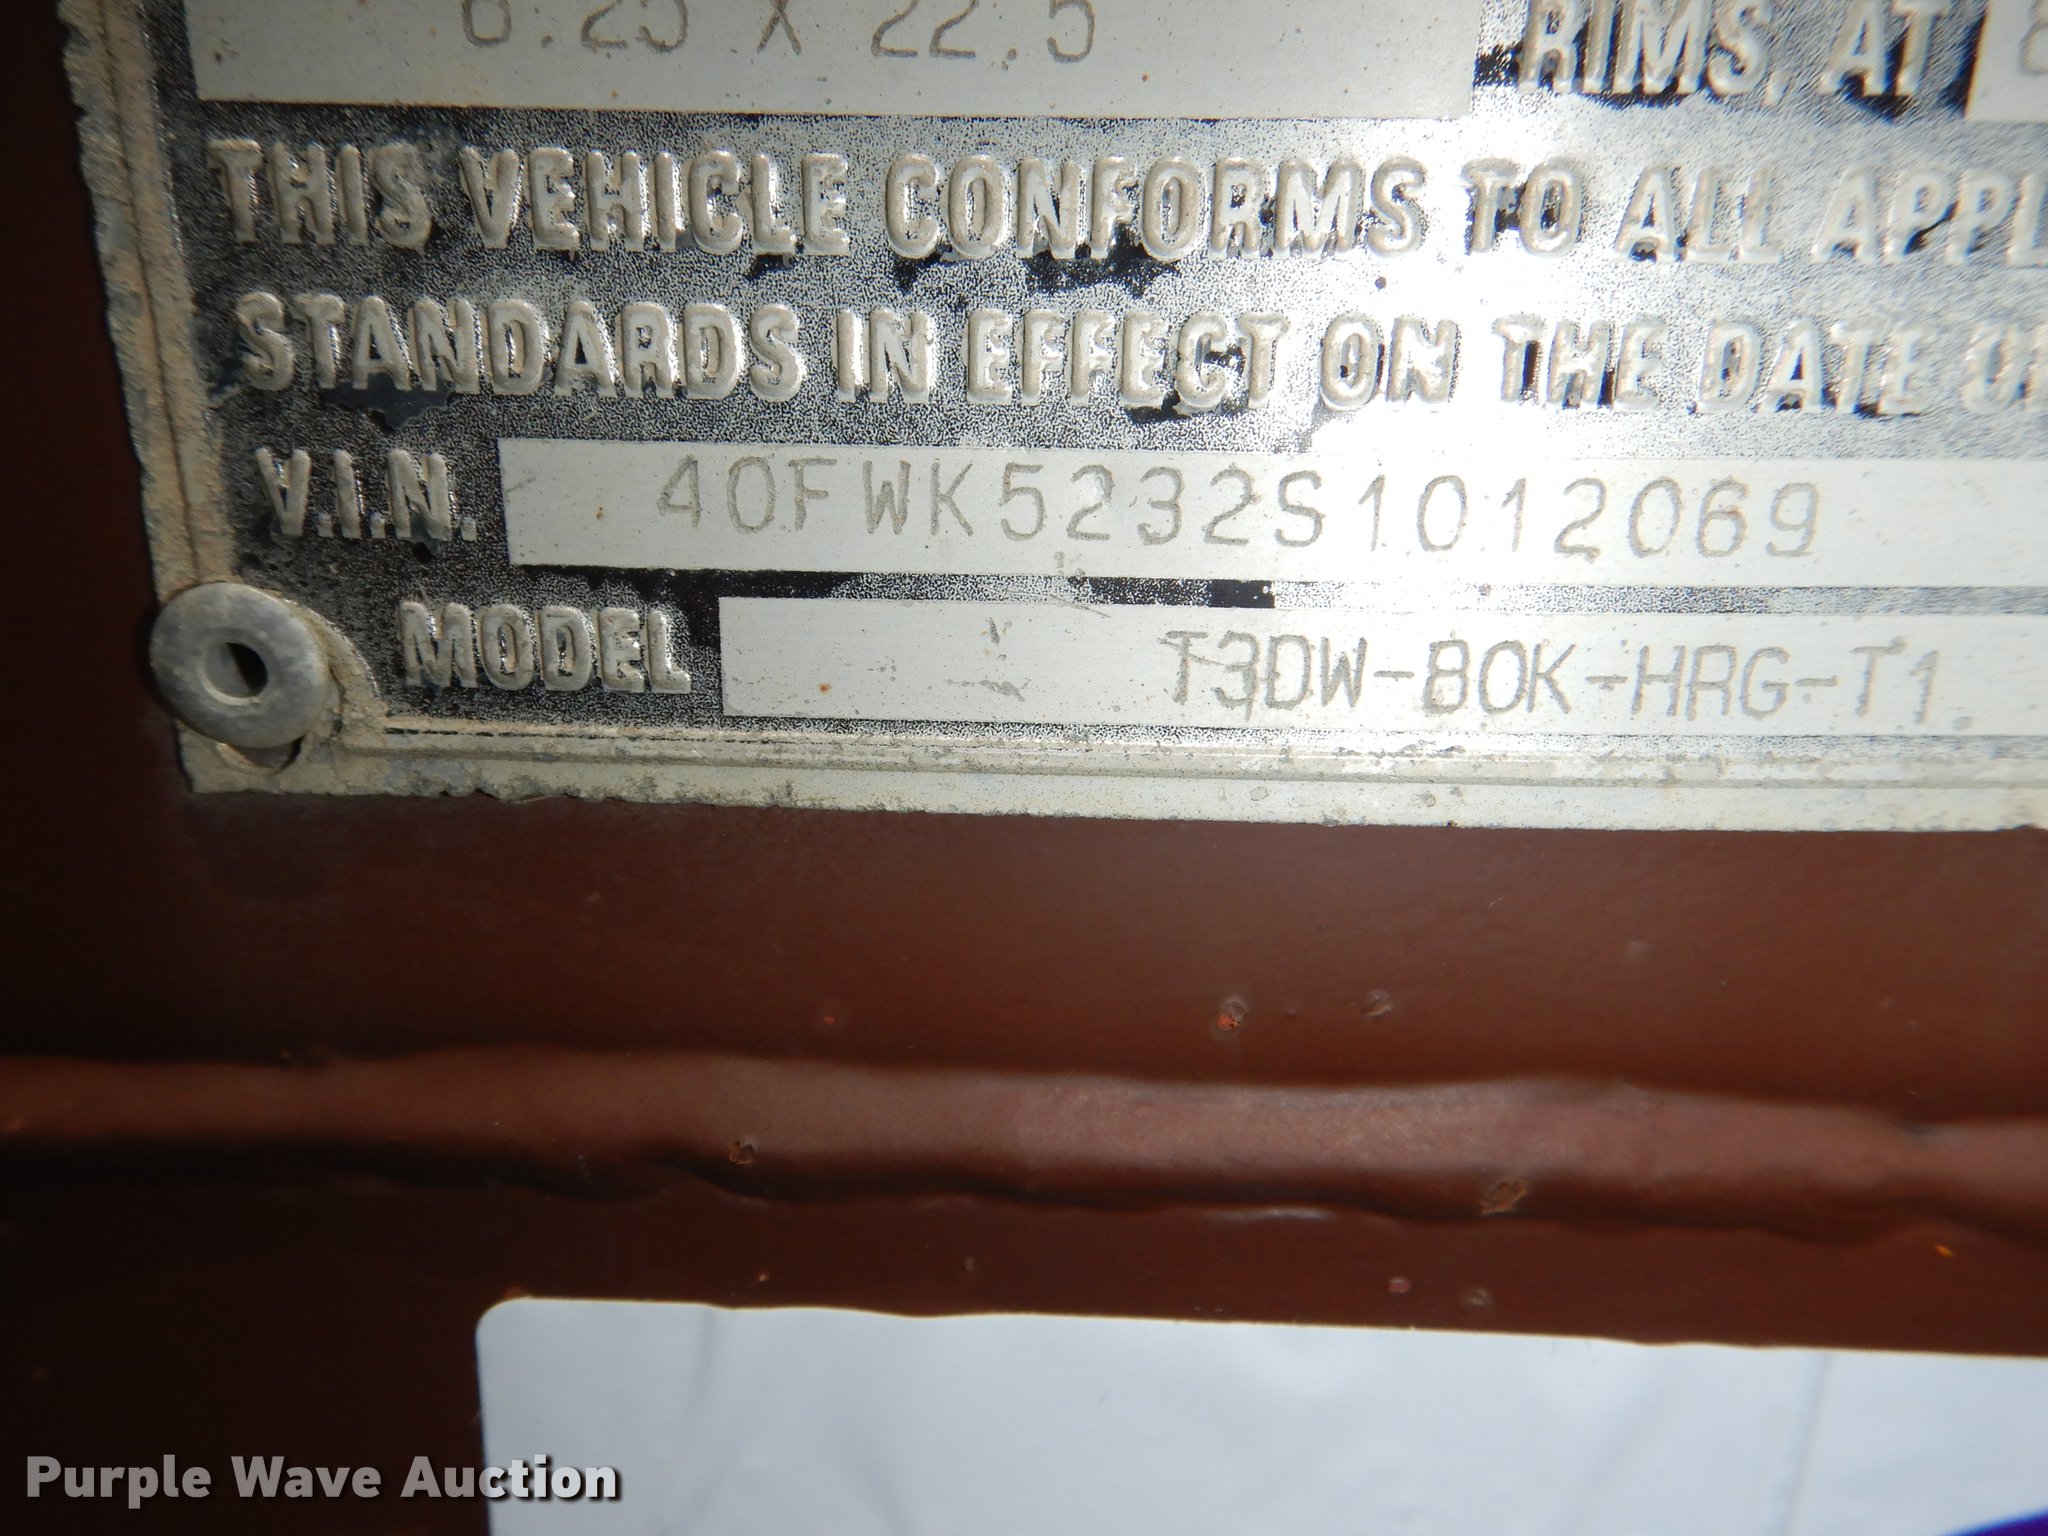 8.25 X 22.5 RIMS, AT
THIS VEHICLE CONFORMS TO ALL APPL
STANDARDS IN EFFECT ON THE DATE
V.I.N. 40FWK5232S1012069
MODEL T3DW-80K-HRG-T1
Purple Wave Auction